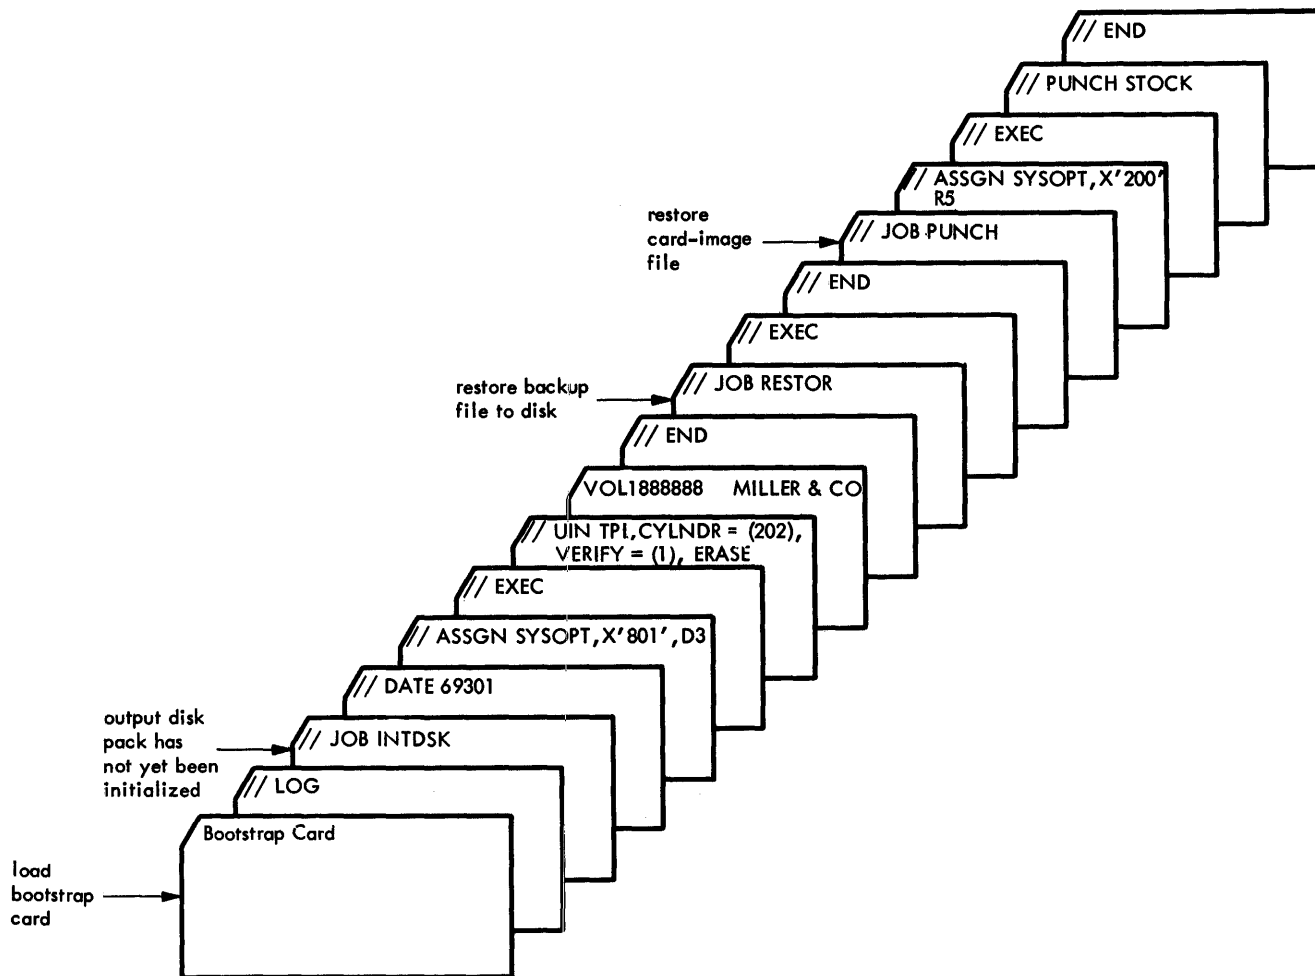 // END
// PUNCH STOCK
// EXEC
// ASSGN SYSOPT,X'200'
R5
restore
card-image
file
// JOB PUNCH
// END
// EXEC
restore backup
file to disk
// JOB RESTOR
// END
VOL1888888 MILLER & CO
// UIN TPI,CYLNDR = (202),
VERIFY = (1), ERASE
// EXEC
// ASSGN SYSOPT,X'801',D3
// DATE 69301
output disk
pack has
not yet been
initialized
// JOB INTDSK
// LOG
Bootstrap Card
load
bootstrap
card